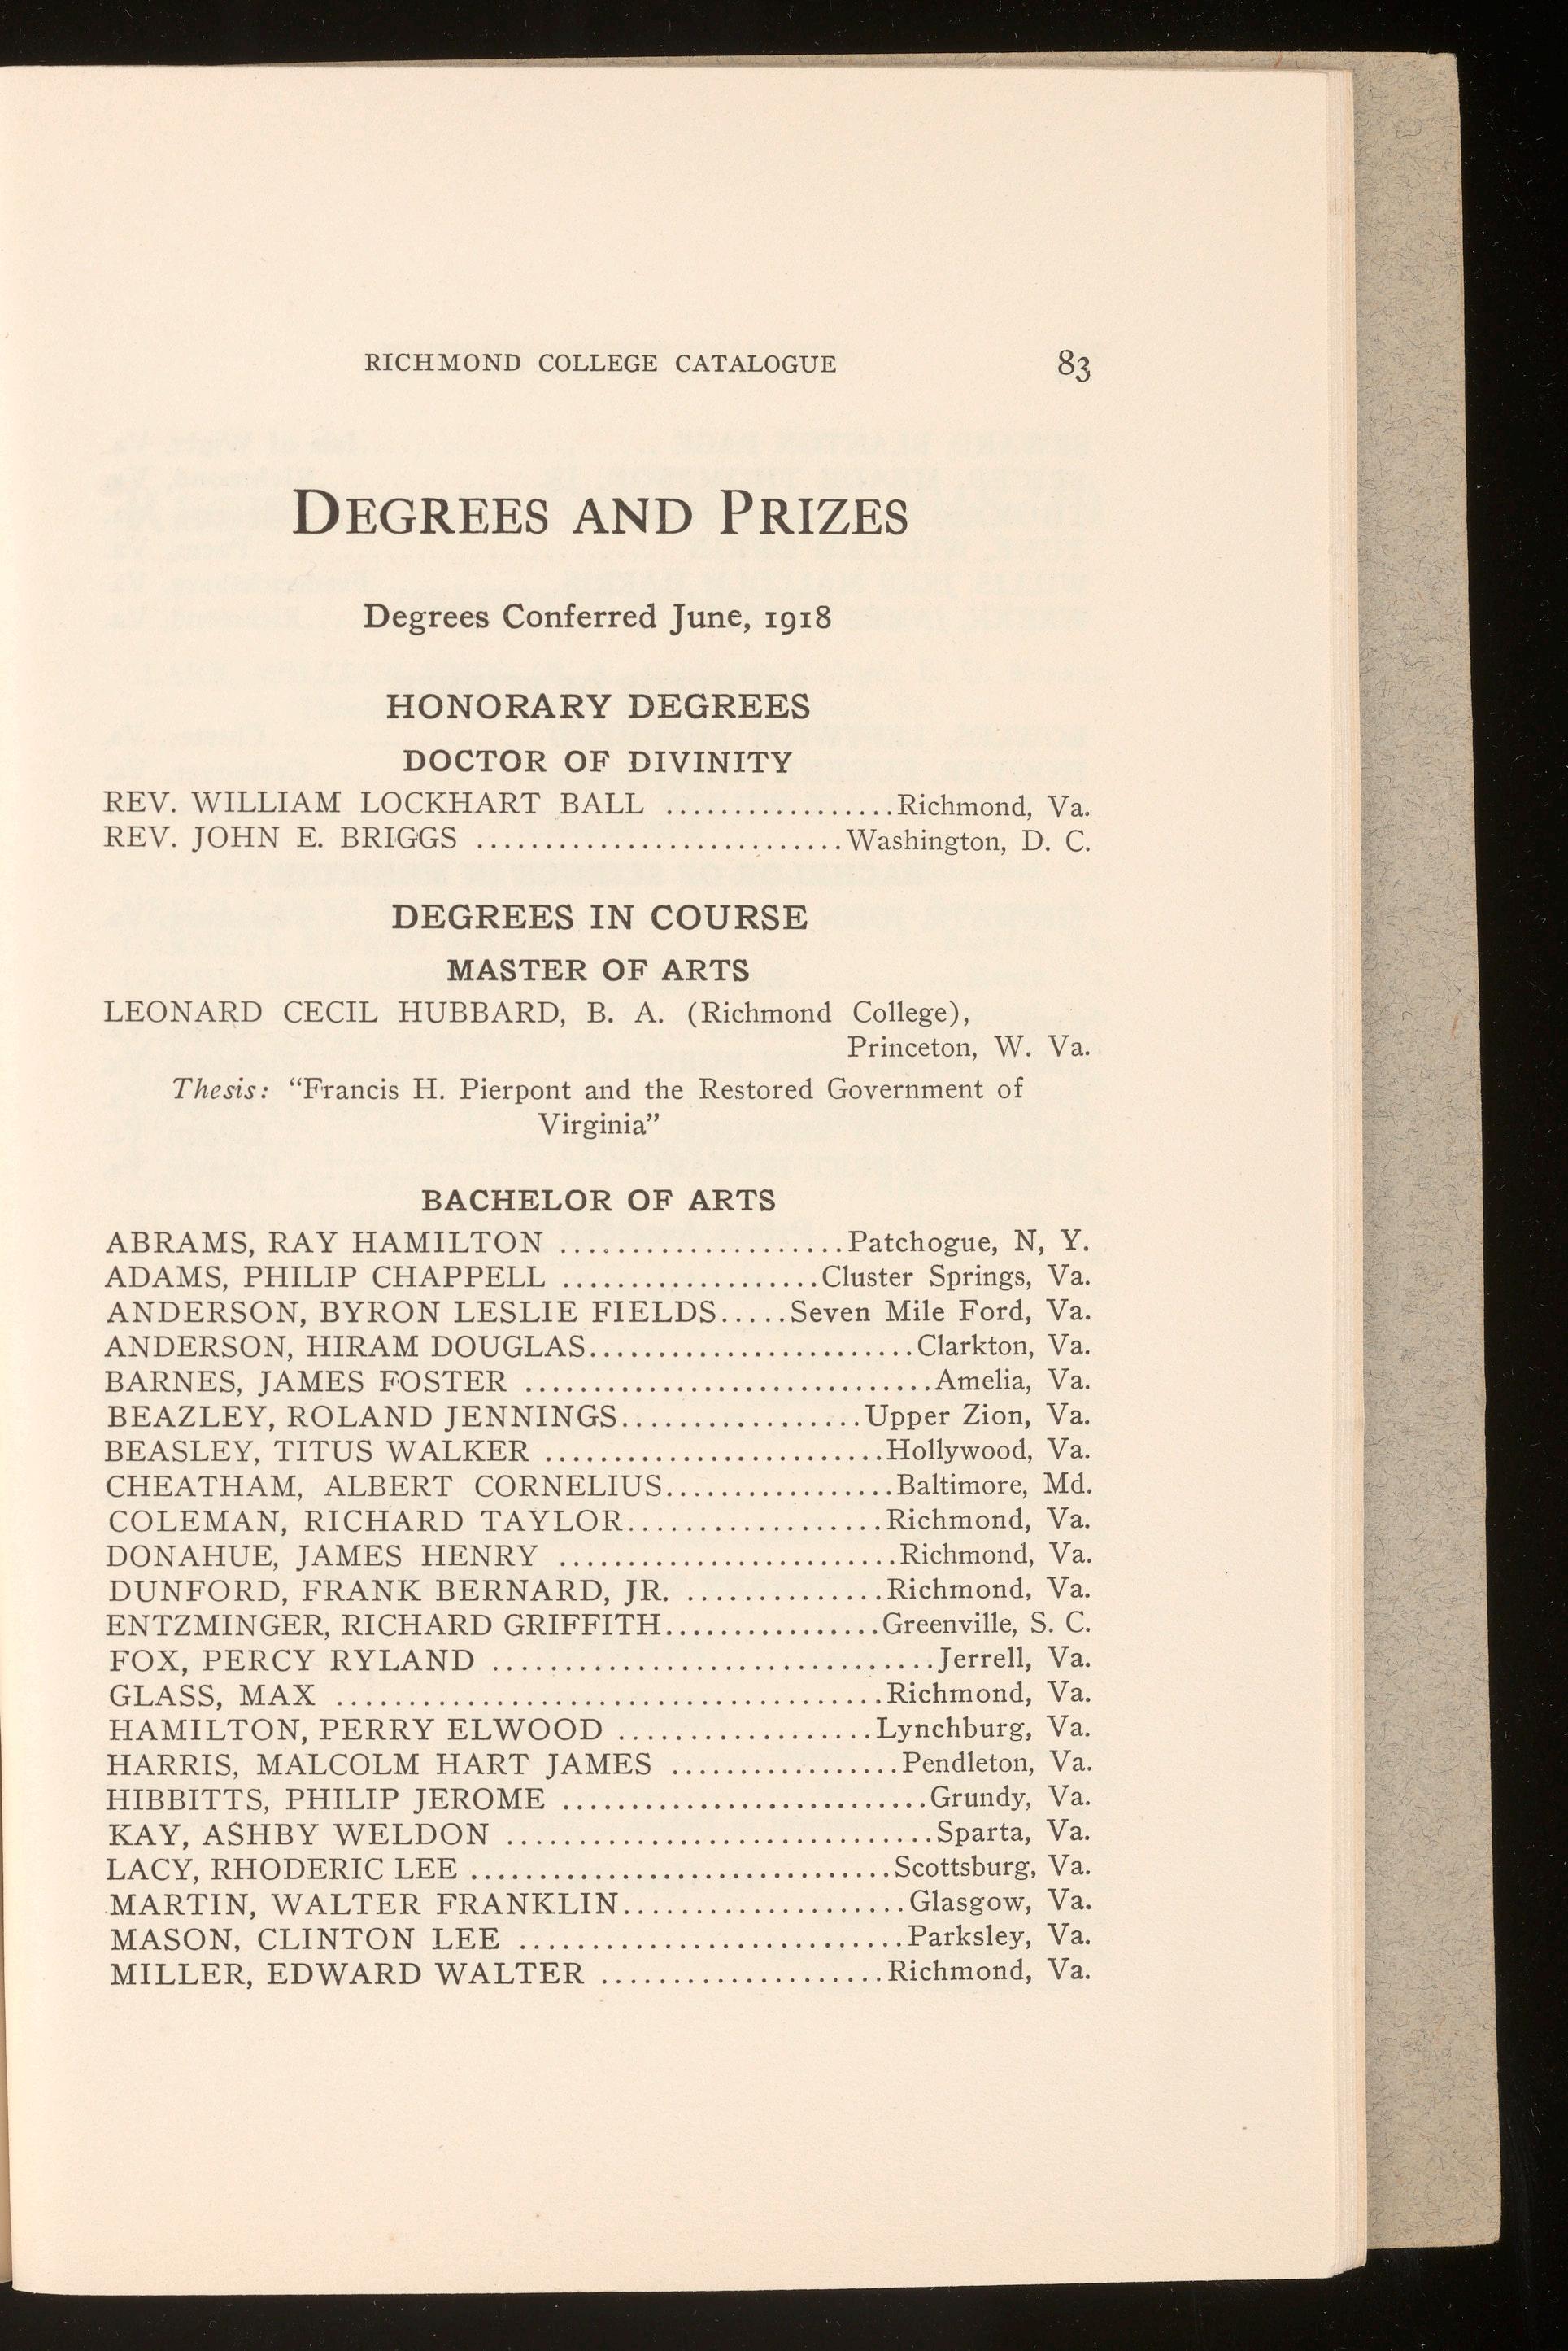 RICHMOND COLLEGE CATALOGUE 83
DEGREES AND PRIZES
Degrees Conferred June, 1918
HONORARY DEGREES
DOCTOR OF DIVINITY
REV. WILLIAM LOCKHART BALL .................Richmond, Va.
REV. JOHN E. BRIGGS ...........................Washington, D. C.
DEGREES IN COURSE
MASTER OF ARTS
LEONARD CECIL HUBBARD, B. A. (Richmond College),
Princeton, W. Va.
Thesis: “Francis H. Pierpont and the Restored Government of
Virginia”
BACHELOR OF ARTS
ABRAMS, RAY HAMILTON .....................Patchogue, N, Y.
ADAMS, PHILIP CHAPPELL ...................Cluster Springs, Va.
ANDERSON, BYRON LESLIE FIELDS.....Seven Mile Ford, Va.
ANDERSON, HIRAM DOUGLAS........................Clarkton, Va.
BARNES, JAMES FOSTER ..............................Amelia, Va.
BEAZLEY, ROLAND JENNINGS..................Upper Zion, Va.
BEASLEY, TITUS WALKER .........................Hollywood, Va.
CHEATHAM, ALBERT CORNELIUS.................Baltimore, Md.
COLEMAN, RICHARD TAYLOR...................Richmond, Va.
DONAHUE, JAMES HENRY .........................Richmond, Va.
DUNFORD, FRANK BERNARD, JR. ...............Richmond, Va.
ENTZMINGER, RICHARD GRIFFITH................Greenville, S. C.
FOX, PERCY RYLAND .................................Jerrell, Va.
GLASS, MAX .........................................Richmond, Va.
HAMILTON, PERRY ELWOOD ...................Lynchburg, Va.
HARRIS, MALCOLM HART JAMES .................Pendleton, Va.
HIBBITTS, PHILIP JEROME ...........................Grundy, Va.
KAY, ASHBY WELDON ................................Sparta, Va.
LACY, RHODERIC LEE ...............................Scottsburg, Va.
MARTIN, WALTER FRANKLIN.....................Glasgow, Va.
MASON, CLINTON LEE ............................Parksley, Va.
MILLER, EDWARD WALTER .....................Richmond, Va.